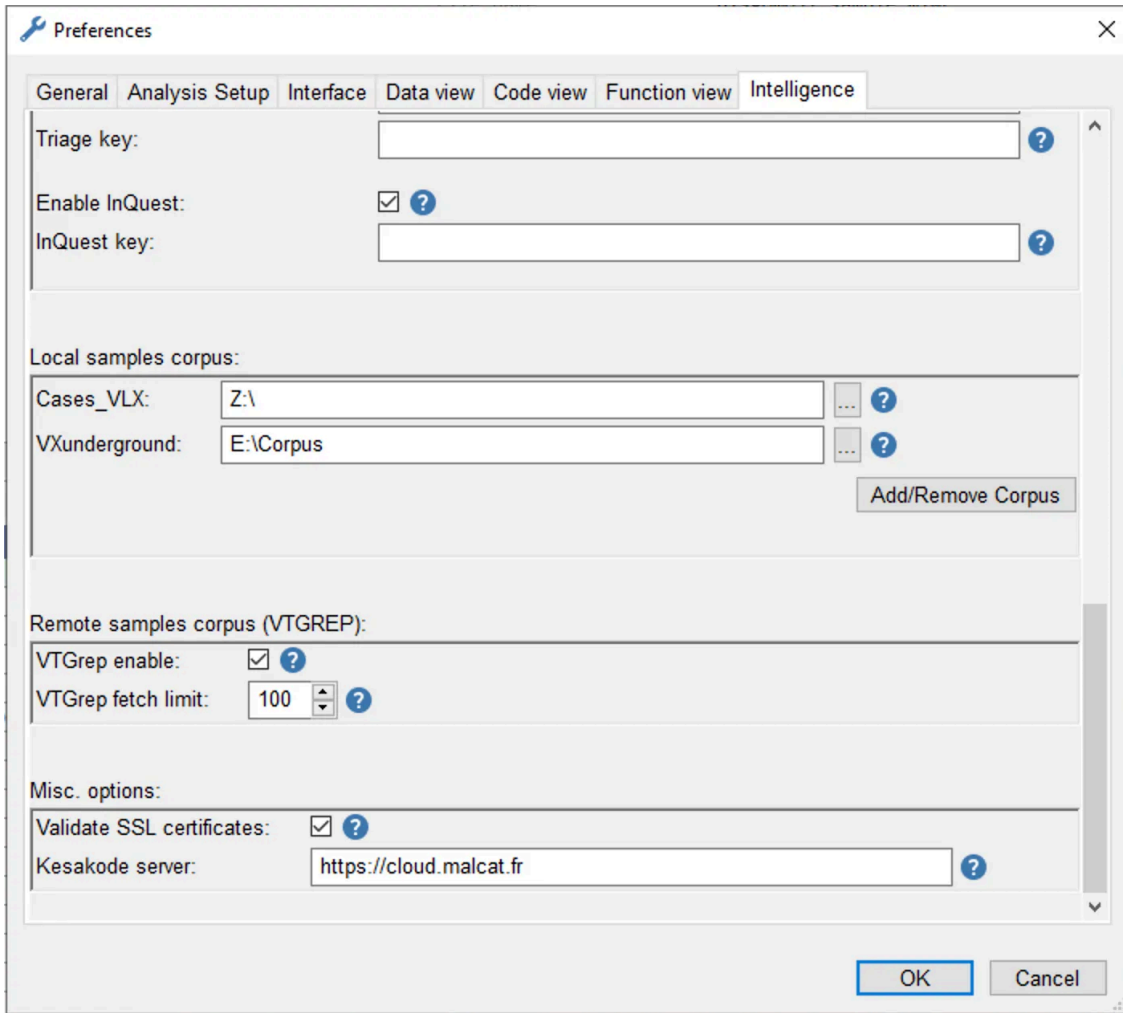 Preferences
General Analysis Setup Interface Data view Code view Function view Intelligence
Triage key: ?
Enable InQuest: ?
InQuest key: ?
Local samples corpus:
Cases_VLX: Z:\ ... ?
VXunderground: E:\Corpus ... ?
Add/Remove Corpus
Remote samples corpus (VTGREP):
VTGrep enable: ?
VTGrep fetch limit: 100 ?
Misc. options:
Validate SSL certificates: ?
Kesakode server: https://cloud.malcat.fr ?
OK Cancel